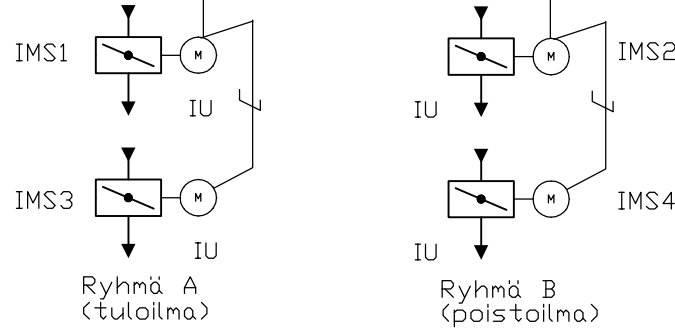 IMS1
M
IU
IMS3
M
IU
Ryhmä A
(tuloilma)
M
IMS2
IU
M
IMS4
IU
Ryhmä B
(poistoilma)